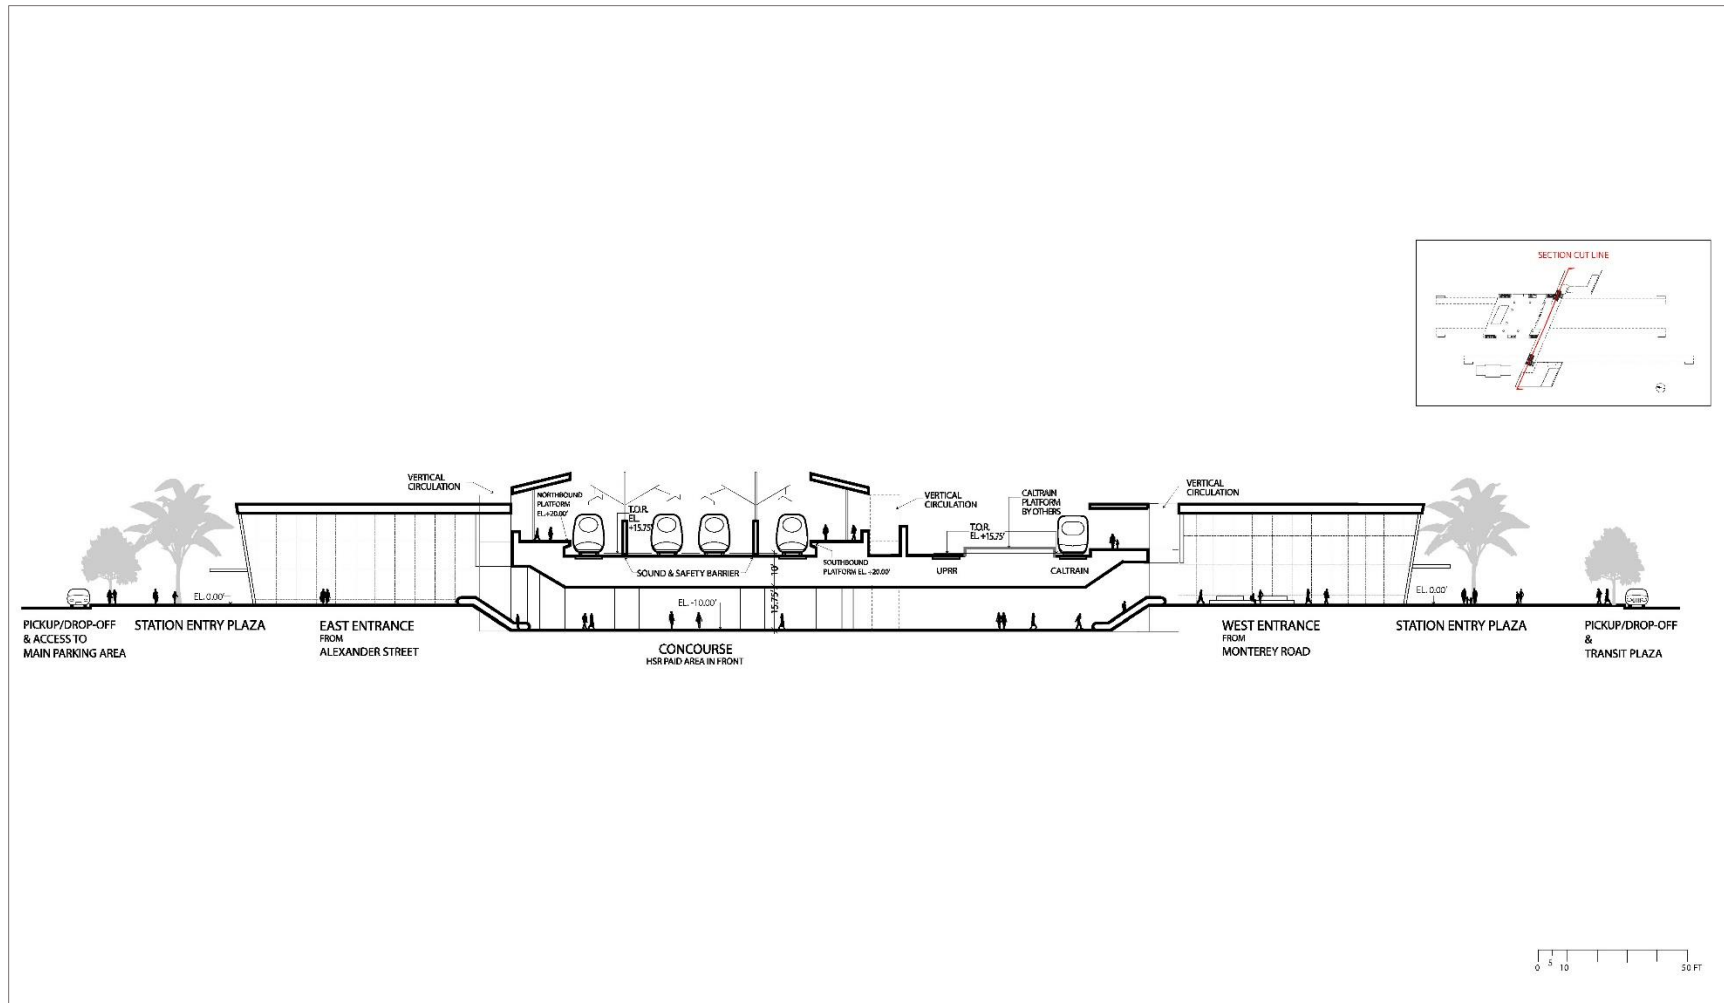 SECTION CUT LINE
VERTICAL
CIRCULATION
NORTHBOUND
PLATFORM
EL.+20.00'
T.O.R.
EL.
+15.75'
VERTICAL
CIRCULATION
CALTRAIN
PLATFORM
BY OTHERS
T.O.R.
EL. +15.75'
VERTICAL
CIRCULATION
SOUND & SAFETY BARRIER
10'
15.75'
SOUTHBOUND
PLATFORM EL. +20.00'
UPRR
CALTRAIN
EL. 0.00'
EL. -10.00'
EL. 0.00'
PICKUP/DROP-OFF
& ACCESS TO
MAIN PARKING AREA
STATION ENTRY PLAZA
EAST ENTRANCE
FROM
ALEXANDER STREET
CONCOURSE
HSR PAID AREA IN FRONT
WEST ENTRANCE
FROM
MONTEREY ROAD
STATION ENTRY PLAZA
PICKUP/DROP-OFF
&
TRANSIT PLAZA
0 5 10 50 FT